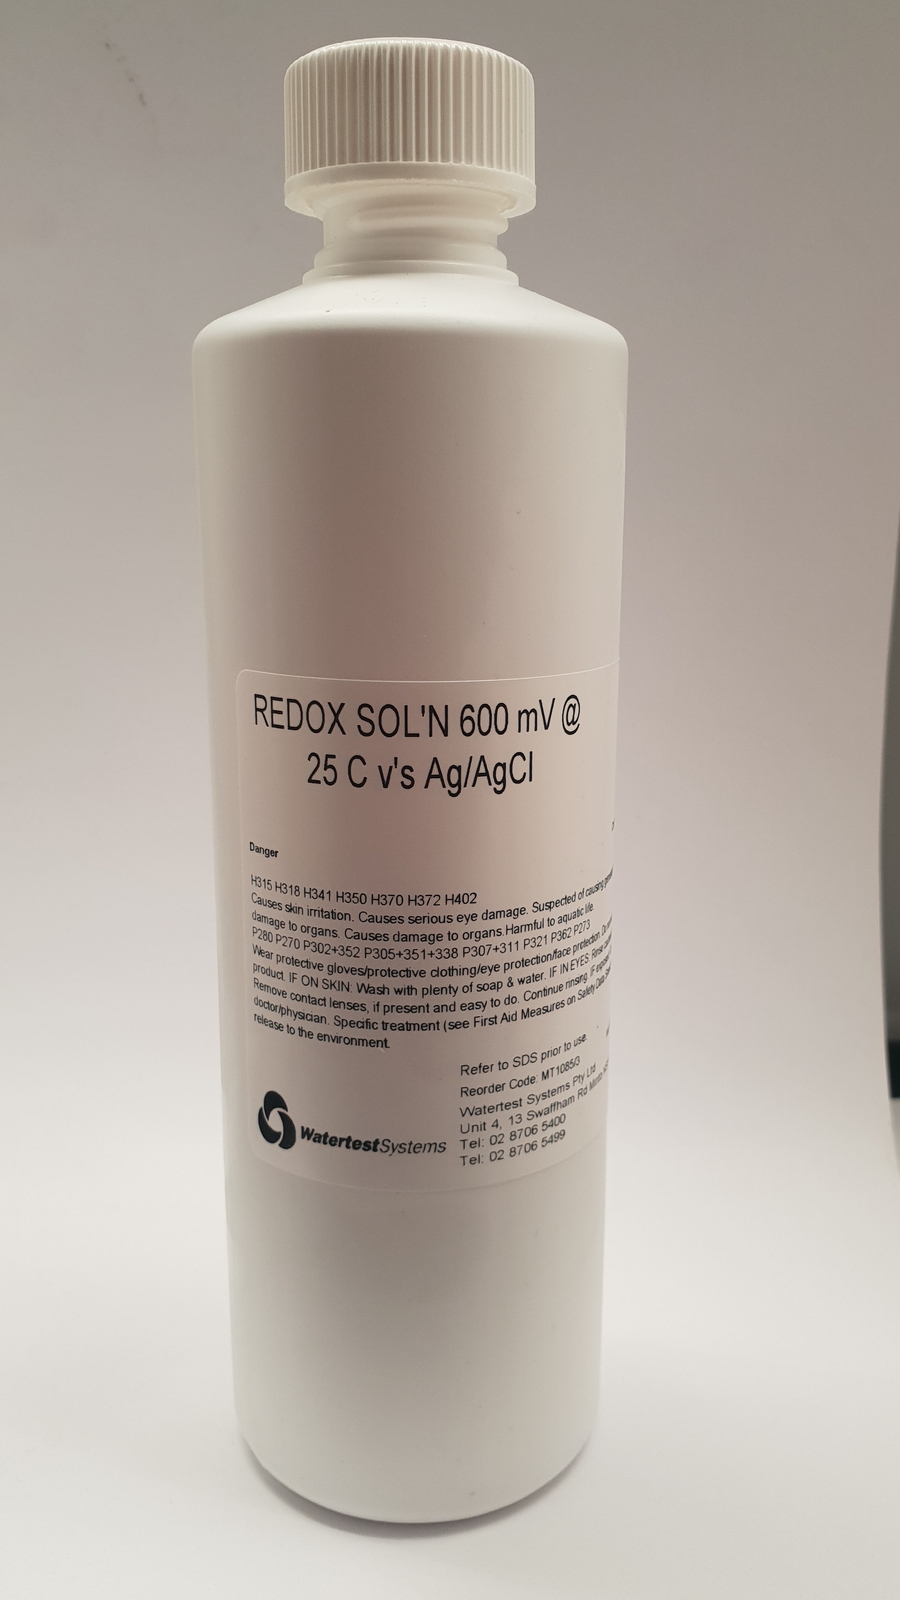 REDOX SOL'N 600 mV @
25 C v's Ag/AgCl
Danger
H315 H318 H341 H350 H370 H372 H402
Causes skin irritation. Causes serious eye damage. Suspected of causing
damage to organs. Causes damage to organs.Harmful to aquatic life.
P280 P270 P302+352 P305+351+338 P307+311 P321 P362 P273
Wear protective gloves/protective clothing/eye protection/face protection.
product. IF ON SKIN: Wash with plenty of soap & water. IF IN EYES: Rinse
Remove contact lenses, if present and easy to do. Continue rinsing. IF
doctor/physician. Specific treatment (see First Aid Measures on Safety Data
release to the environment.
Refer to SDS prior to use.
Reorder Code: MT1085/3
Watertest Systems Pty Ltd
Unit 4, 13 Swaffham Rd Minto
Tel: 02 8706 5400
Tel: 02 8706 5499
WatertestSystems